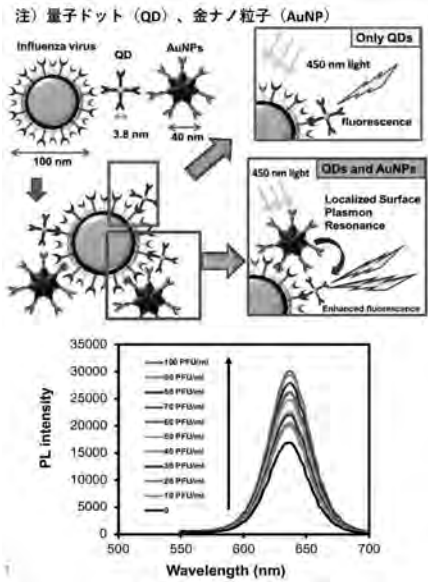 注）量子ドット（QD）、金ナノ粒子（AuNP）
Influenza virus
QD
AuNPs
3.8 nm
40 nm
100 nm
Only QDs
450 nm light
fluorescence
QDs and AuNPs
450 nm light
Localized Surface
Plasmon
Resonance
Enhanced fluorescence
PL intensity
35000
30000
25000
20000
15000
10000
5000
0
100 PFU/ml
90 PFU/ml
80 PFU/ml
70 PFU/ml
60 PFU/ml
50 PFU/ml
40 PFU/ml
20 PFU/ml
10 PFU/ml
0
500
550
600
650
700
Wavelength (nm)